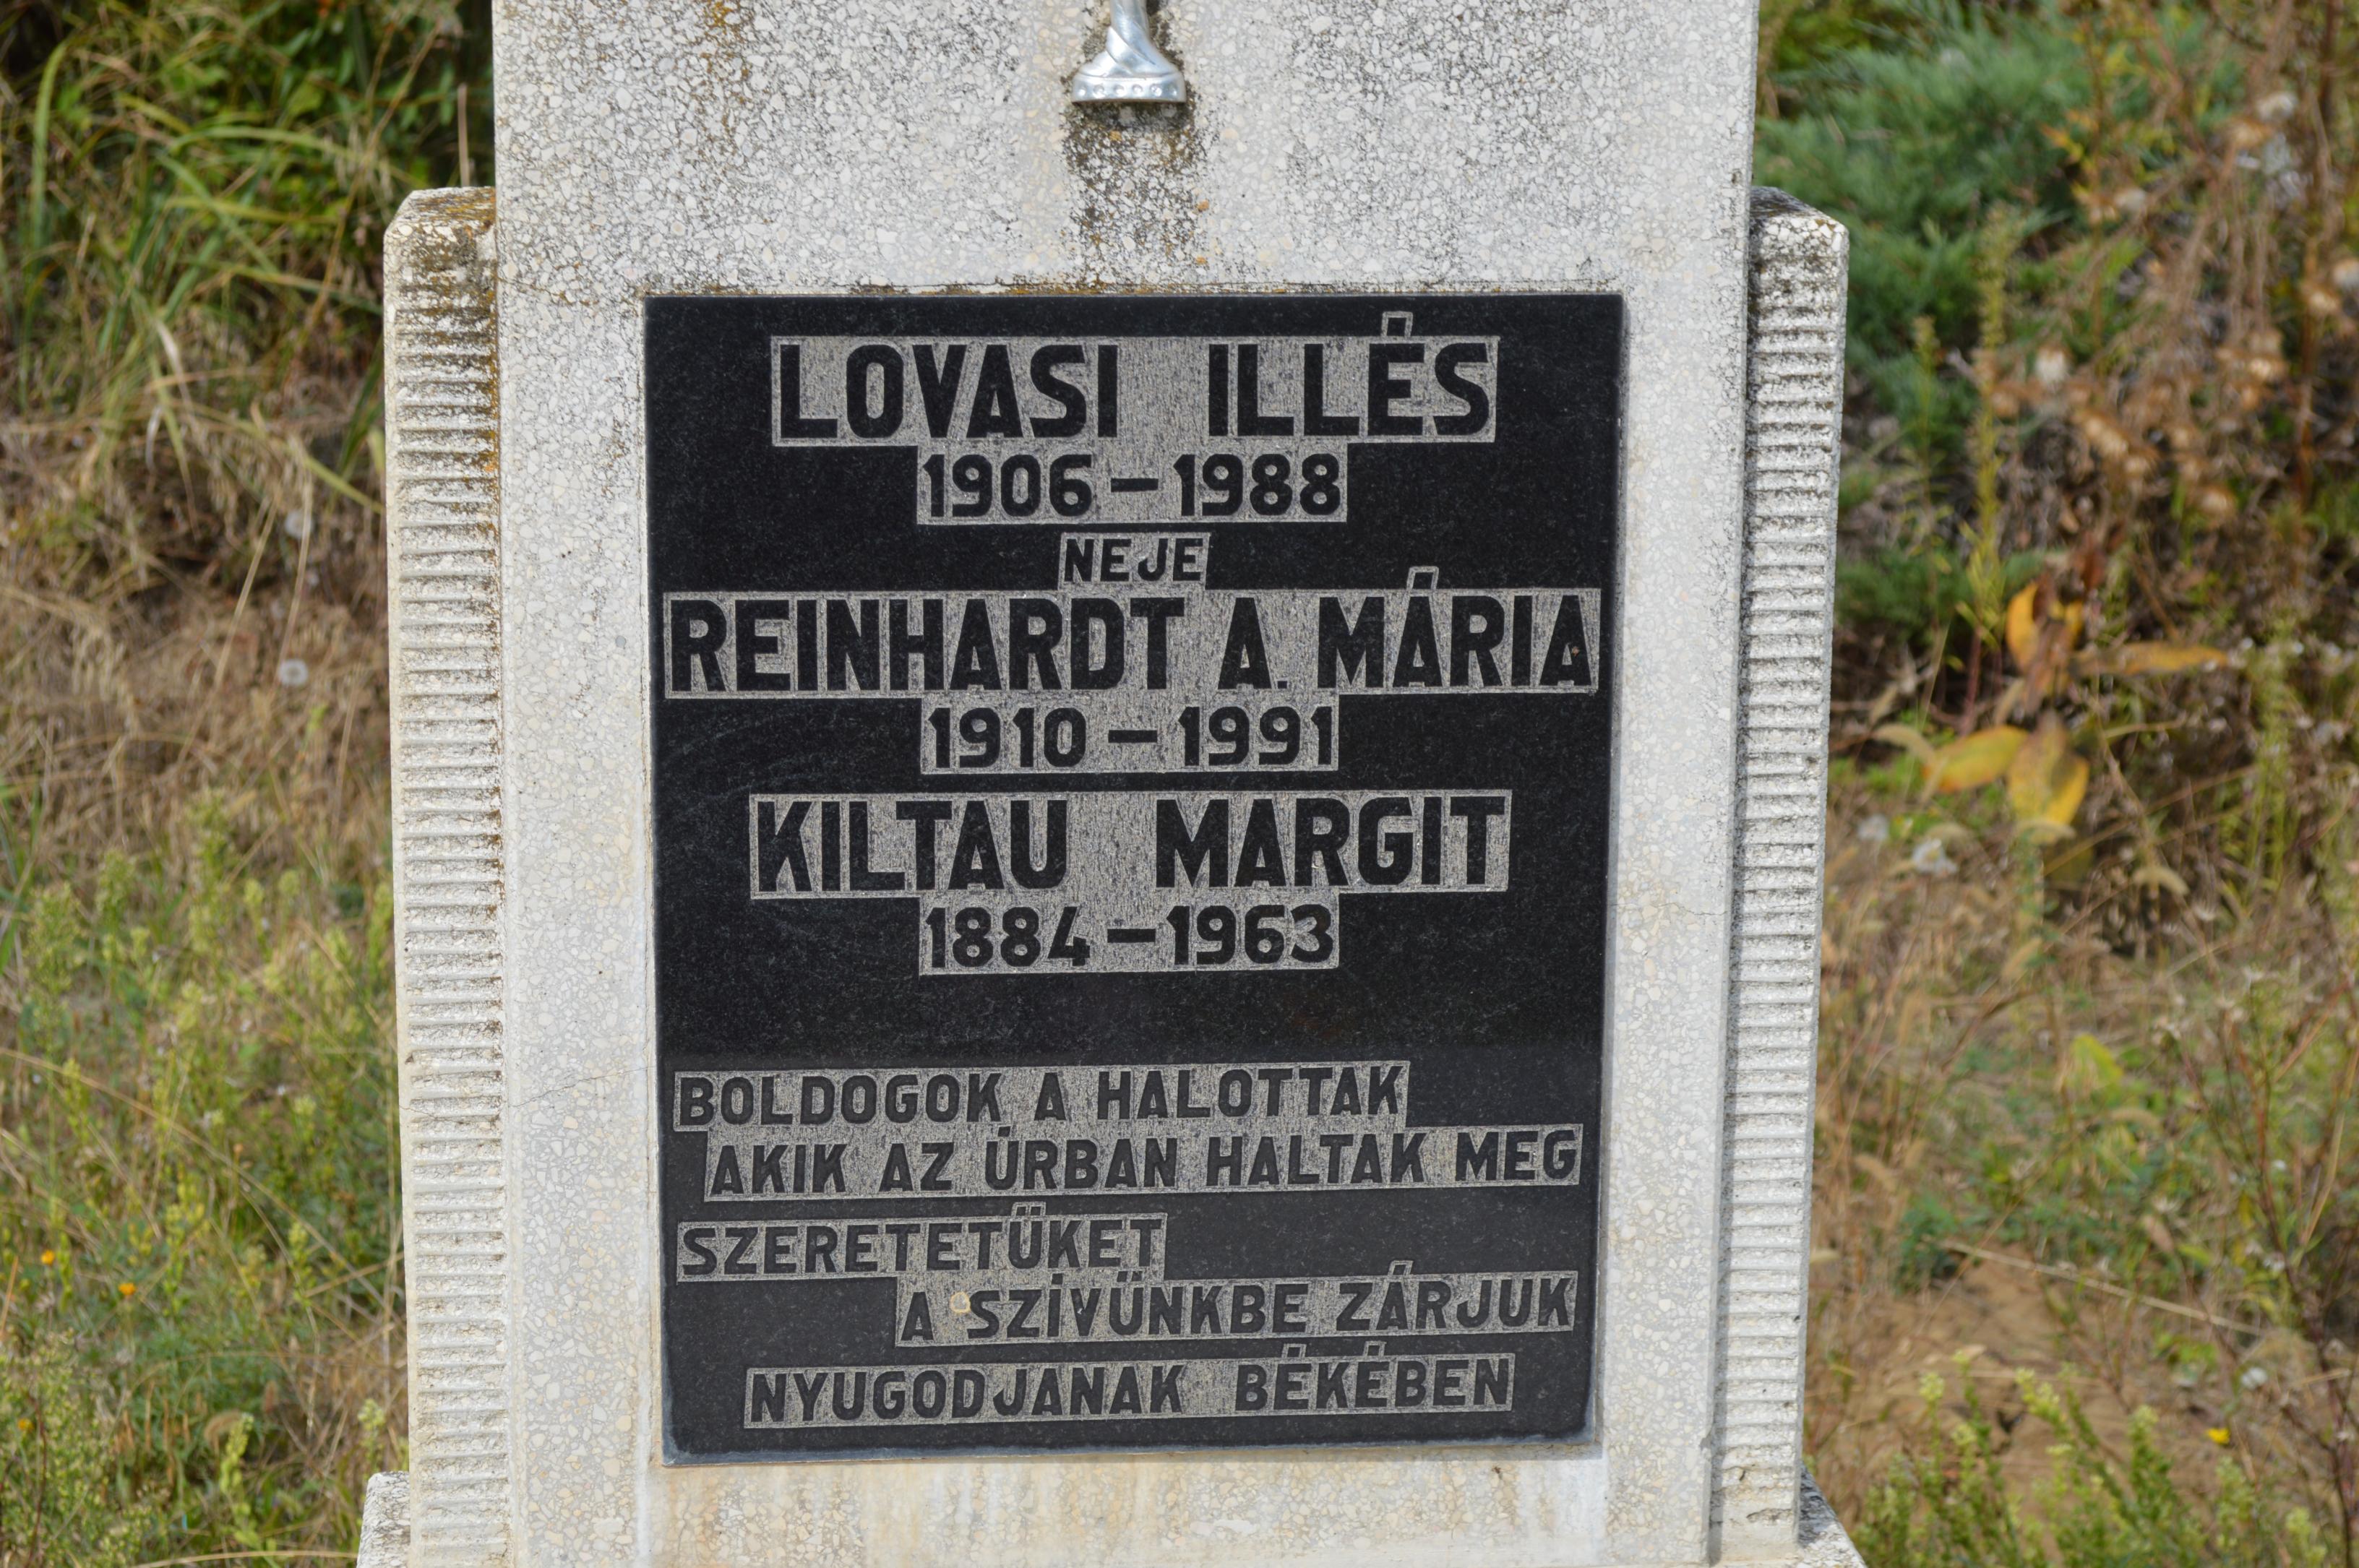 LOVASI ILLÉS
1906 – 1988
NEJE
REINHARDT A. MÁRIA
1910 – 1991
KILTAU MARGIT
1884 – 1963
BOLDOGOK A HALOTTAK
AKIK AZ ÚRBAN HALTAK MEG
SZERETETÜKET
A SZÍVÜNKBE ZÁRJUK
NYUGODJANAK BÉKÉBEN